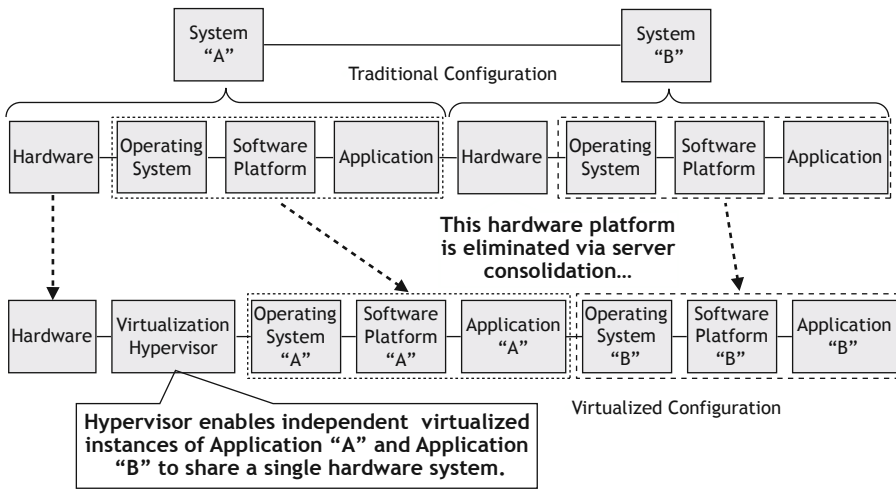 System
“A”
System
“B”
Traditional Configuration
Hardware
Operating
System
Software
Platform
Application
Hardware
Operating
System
Software
Platform
Application
This hardware platform
is eliminated via server
consolidation…
Hardware
Virtualization
Hypervisor
Operating
System
“A”
Software
Platform
“A”
Application
“A”
Operating
System
“B”
Software
Platform
“B”
Application
“B”
Hypervisor enables independent virtualized
instances of Application “A” and Application
“B” to share a single hardware system.
Virtualized Configuration